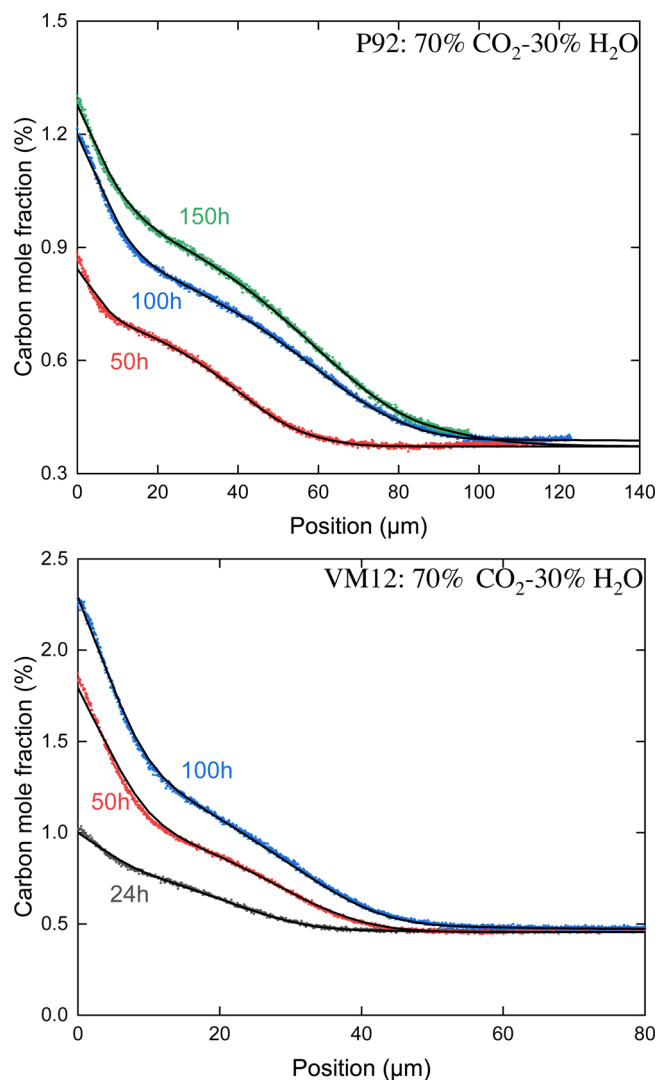 P92: 70% CO₂-30% H₂O
1.5
1.2
0.9
0.6
0.3
Carbon mole fraction (%)
150h
100h
50h
0 20 40 60 80 100 120 140
Position (µm)
VM12: 70% CO₂-30% H₂O
2.5
2.0
1.5
1.0
0.5
0.0
Carbon mole fraction (%)
100h
50h
24h
0 20 40 60 80
Position (µm)